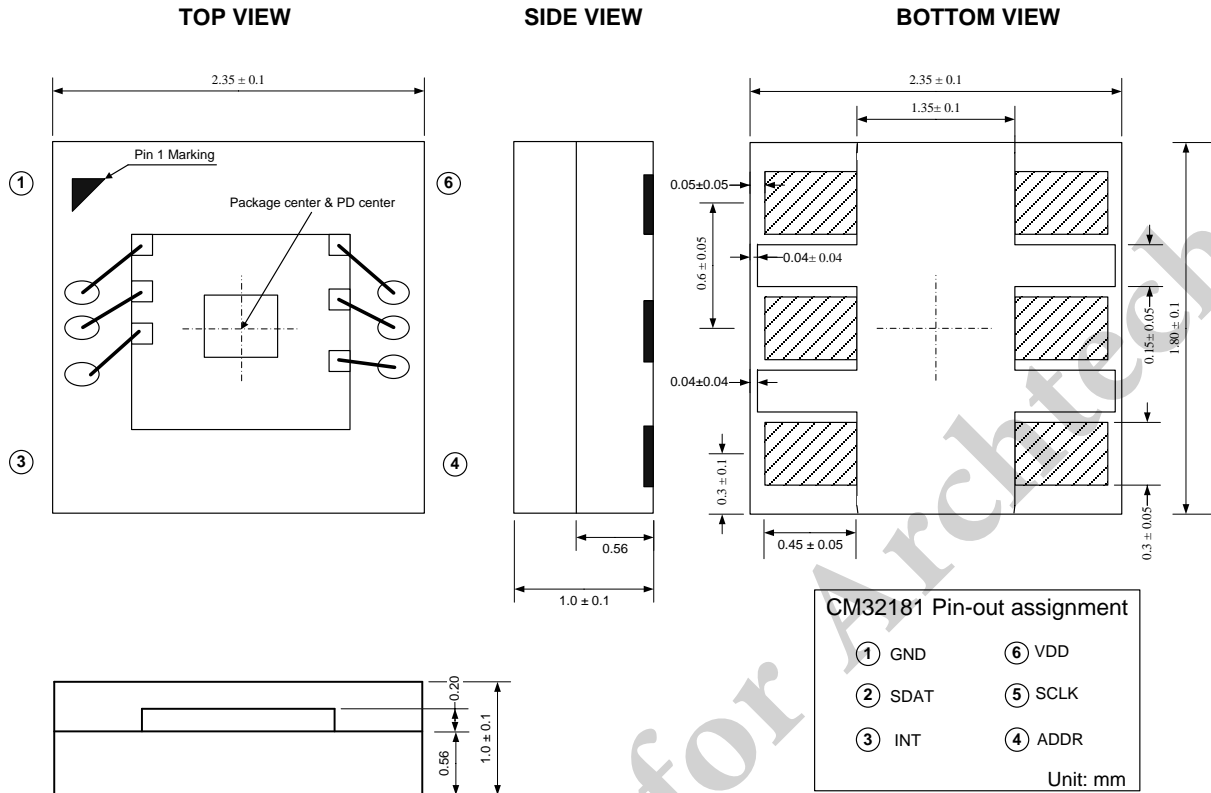 TOP VIEW
SIDE VIEW
BOTTOM VIEW
2.35 ± 0.1
2.35 ± 0.1
1.35± 0.1
Pin 1 Marking
1
6
Package center & PD center
3
4
0.56
1.0 ± 0.1
0.05±0.05
0.6 ± 0.05
0.04± 0.04
0.04±0.04
0.3 ± 0.1
0.45 ± 0.05
0.15± 0.05
1.80 ± 0.1
0.3 ± 0.05
0.20
0.56
1.0 ± 0.1
CM32181 Pin-out assignment
1 GND
6 VDD
2 SDAT
5 SCLK
3 INT
4 ADDR
Unit: mm
for Archtech